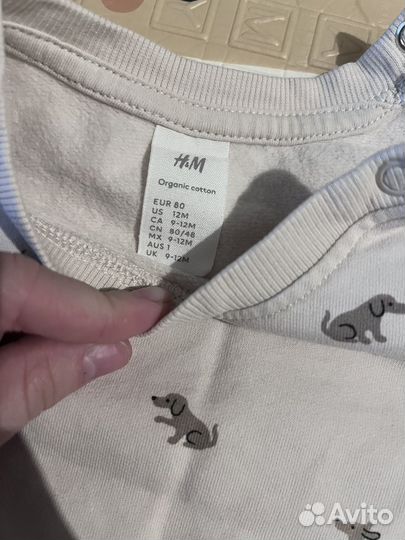 H&M
Organic cotton
EUR 80
US 12M
CA 9-12M
CN 80/48
MX 9-12M
AUS 1
UK 9-12M
Avito